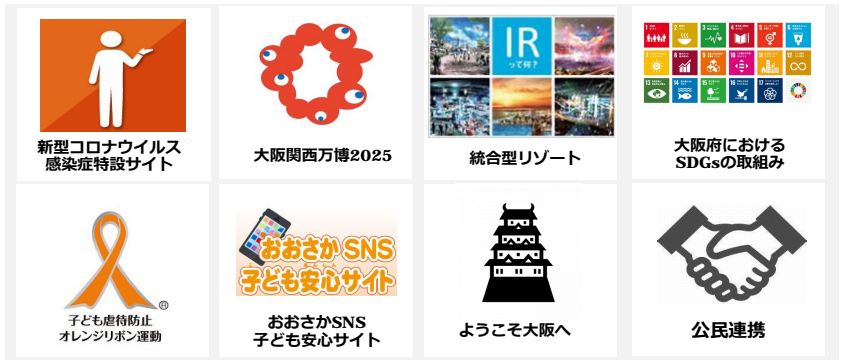 新型コロナウイルス
感染症特設サイト
大阪関西万博2025
IR
って何?
統合型リゾート
大阪府における
SDGsの取組み
子ども虐待防止
オレンジリボン運動
おおさかSNS
子ども安心サイト
おおさかSNS
子ども安心サイト
ようこそ大阪へ
公民連携